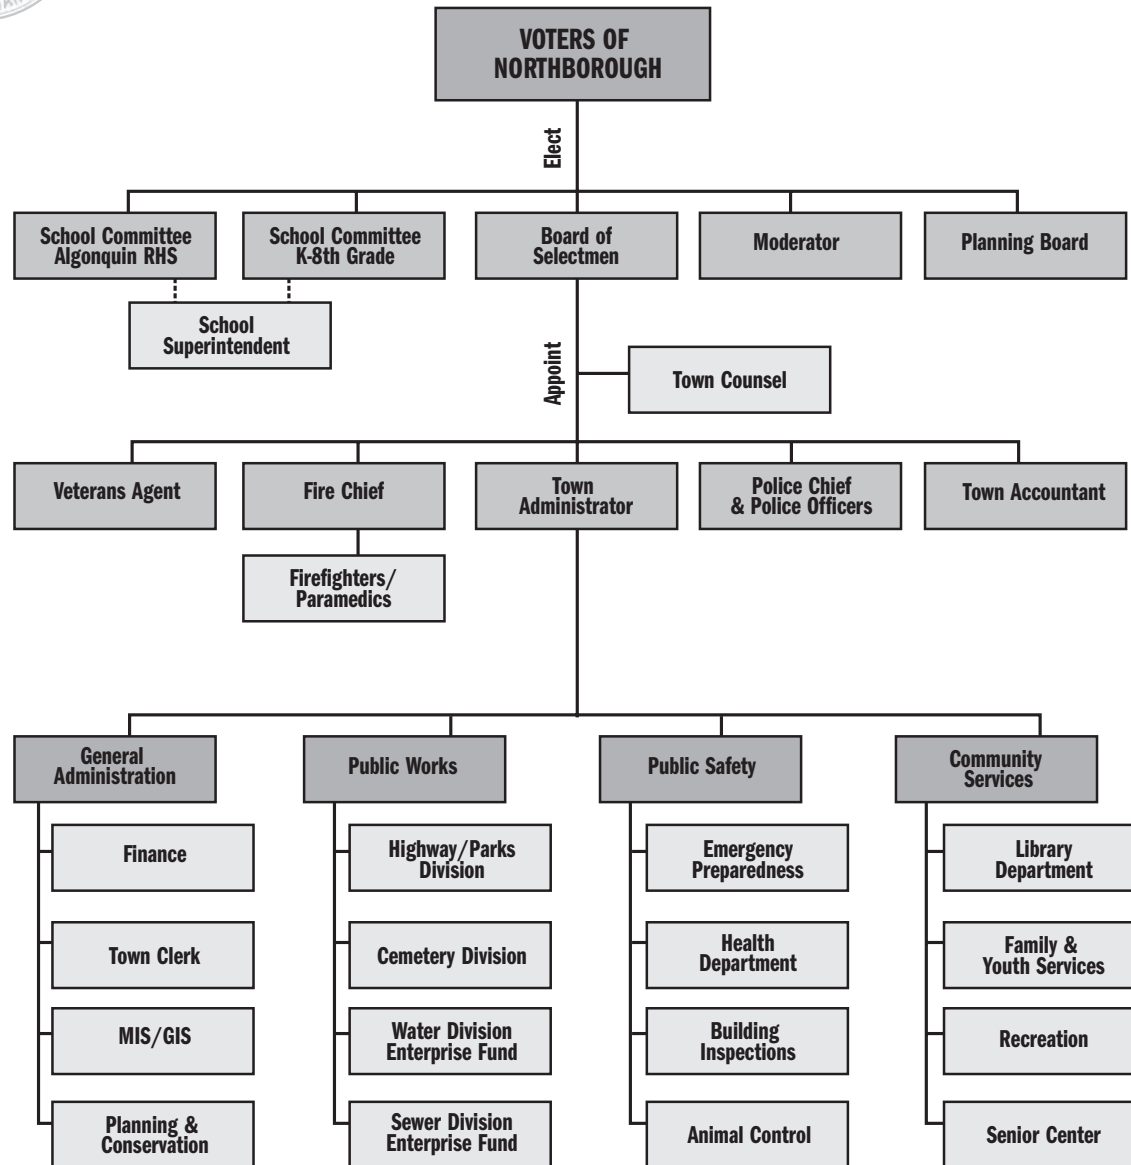 VOTERS OF
NORTHBOROUGH
Elect
School Committee
Algonquin RHS
School Committee
K-8th Grade
Board of
Selectmen
Moderator
Planning Board
School
Superintendent
Appoint
Town Counsel
Veterans Agent
Fire Chief
Town
Administrator
Police Chief
& Police Officers
Town Accountant
Firefighters/
Paramedics
General
Administration
Public Works
Public Safety
Community
Services
Finance
Highway/Parks
Division
Emergency
Preparedness
Library
Department
Town Clerk
Cemetery Division
Health
Department
Family &
Youth Services
MIS/GIS
Water Division
Enterprise Fund
Building
Inspections
Recreation
Planning &
Conservation
Sewer Division
Enterprise Fund
Animal Control
Senior Center